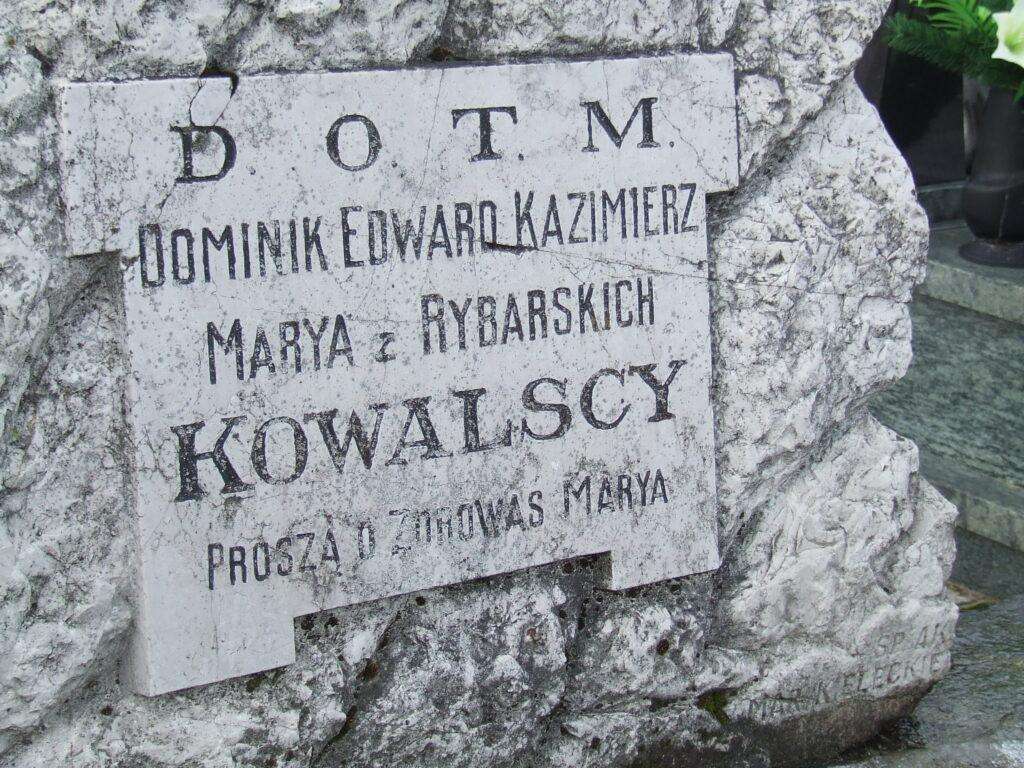 D O T. M.
DOMINIK EDWARD KAZIMIERZ
MARYA z RYBARSKICH
KOWALSCY
PROSZĄ O ZDROWAŚ MARYA